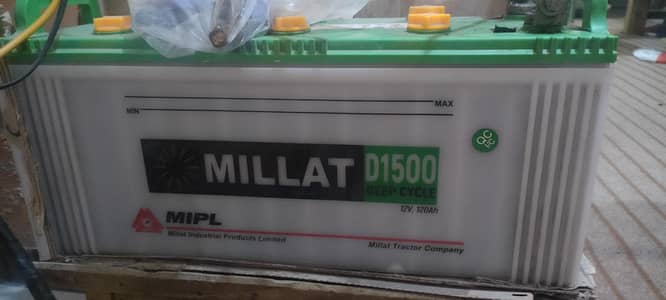 MAX
MIN
MILLAT D1500
DEEP CYCLE
12V, 120Ah
MIPL
Millat Industrial Products Limited
Millat Tractor Company